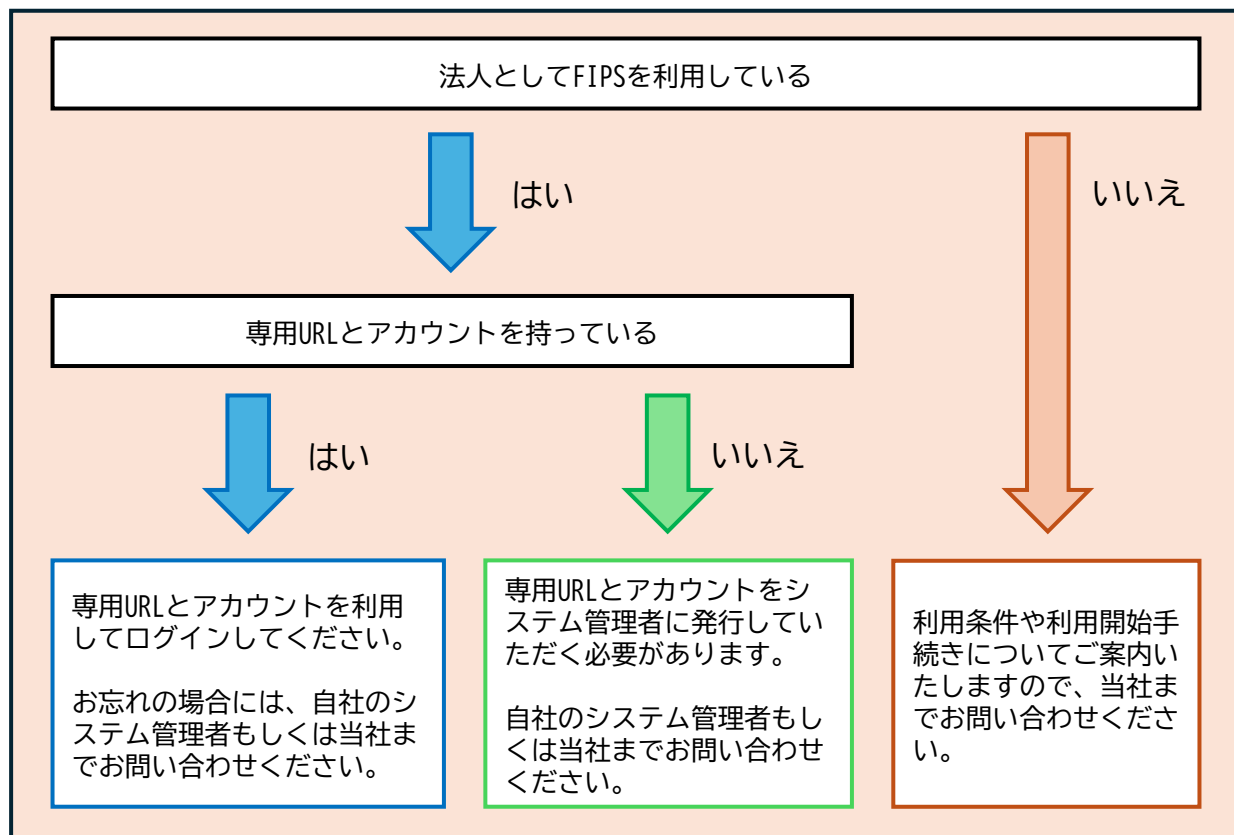 法人としてFIPSを利用している
はい
いいえ
専用URLとアカウントを持っている
はい
いいえ
専用URLとアカウントを利用
してログインしてください。
お忘れの場合には、自社のシ
ステム管理者もしくは当社ま
でお問い合わせください。
専用URLとアカウントをシ
ステム管理者に発行してい
ただく必要があります。
自社のシステム管理者もし
くは当社までお問い合わせ
ください。
利用条件や利用開始手
続きについてご案内い
たしますので、当社ま
でお問い合わせくださ
い。